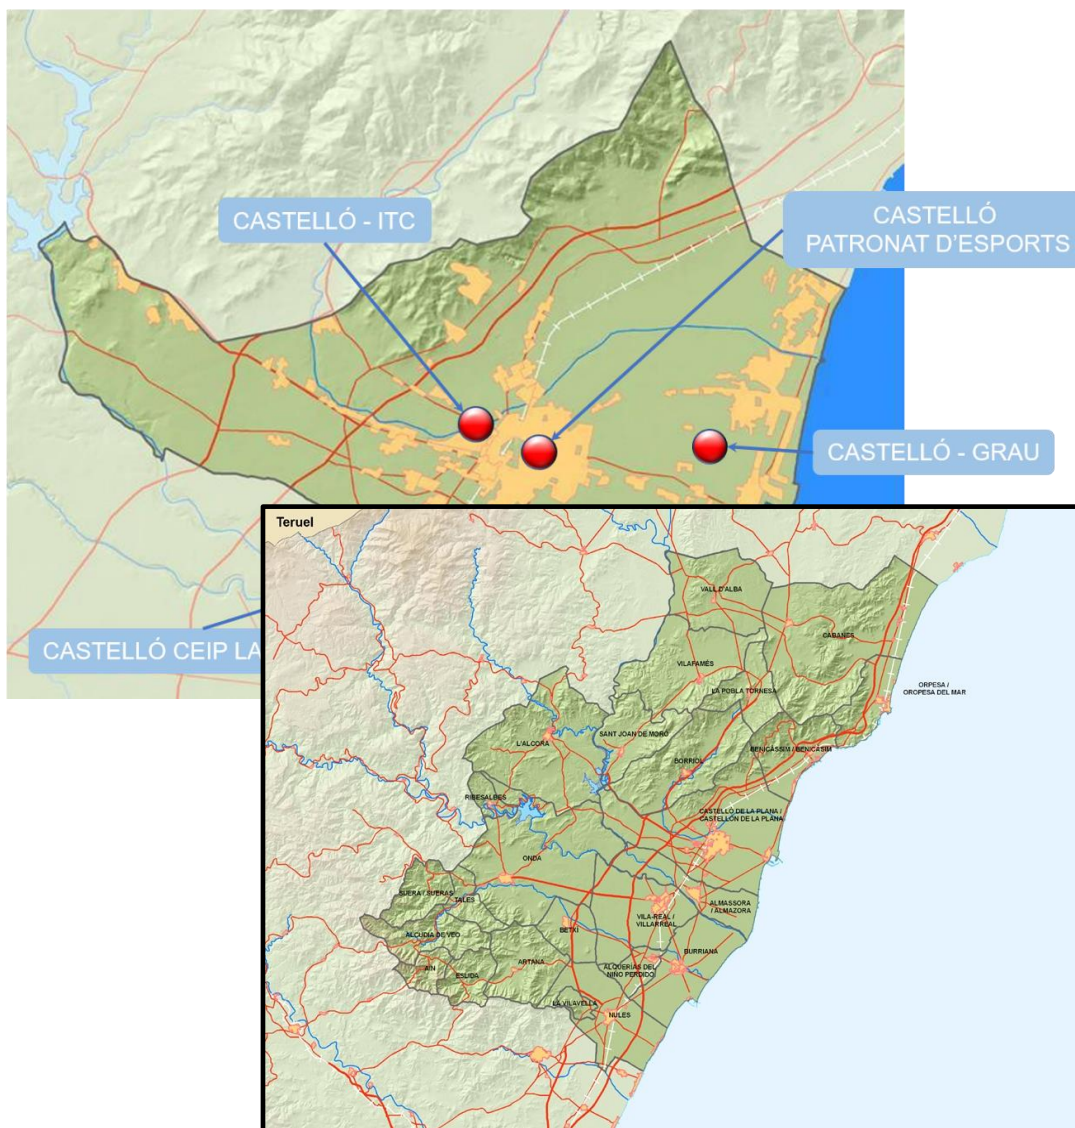 CASTELLÓ - ITC
CASTELLÓ
PATRONAT D'ESPORTS
CASTELLÓ - GRAU
CASTELLÓ CEIP LA
Teruel
VALL D'ALBA
CABANES
VILAFAMÉS
LA POBLA TORNESA
ORPESA /
OROPESA DEL MAR
SANT JOAN DE MORÓ
L'ALCORA
BENICÀSSIM / BENICASIM
BORRIOL
RIBESALBES
CASTELLÓ DE LA PLANA /
CASTELLÓN DE LA PLANA
ONDA
SUERA / SUERAS
TALES
ALMASSORA
/ ALMAZORA
VILA-REAL /
VILLARREAL
BETXÍ
ALCUDIA DE VEO
BURRIANA
ARTANA
ALQUERÍAS DEL
NIÑO PERDIDO
AIN
ESLIDA
LA VILAVELLA
NULES